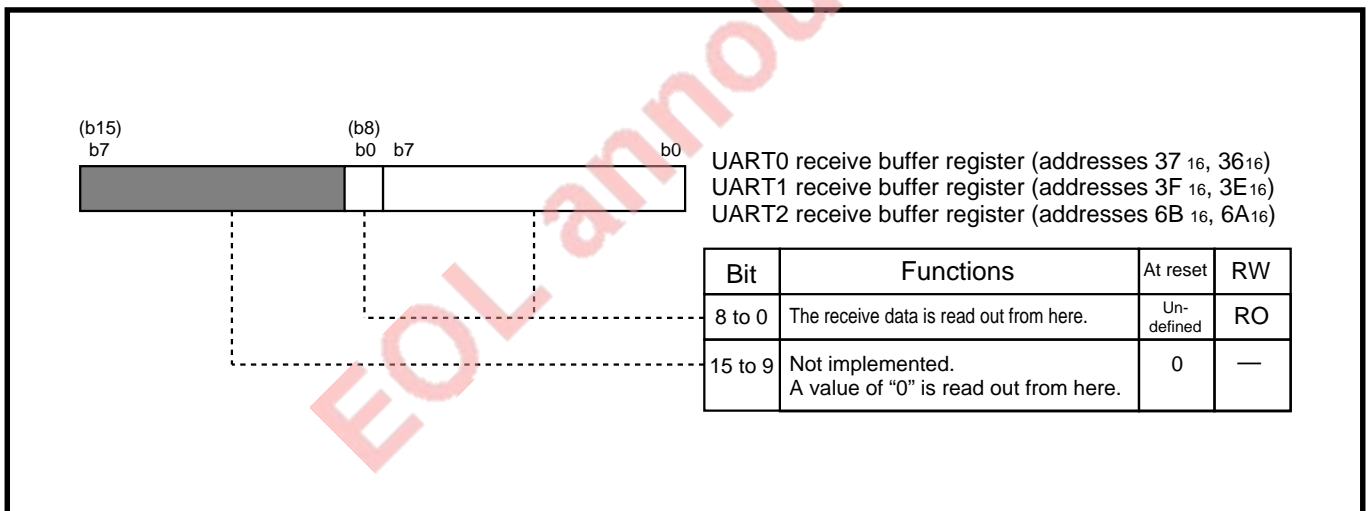 EOL annou
(b15) (b8)
b7 b0 b7 b0
UART0 receive buffer register (addresses 37 16, 3616)
UART1 receive buffer register (addresses 3F 16, 3E16)
UART2 receive buffer register (addresses 6B 16, 6A16)
Bit Functions At reset RW
8 to 0 The receive data is read out from here. Un-
defined RO
15 to 9 Not implemented. 0 —
A value of “0” is read out from here.